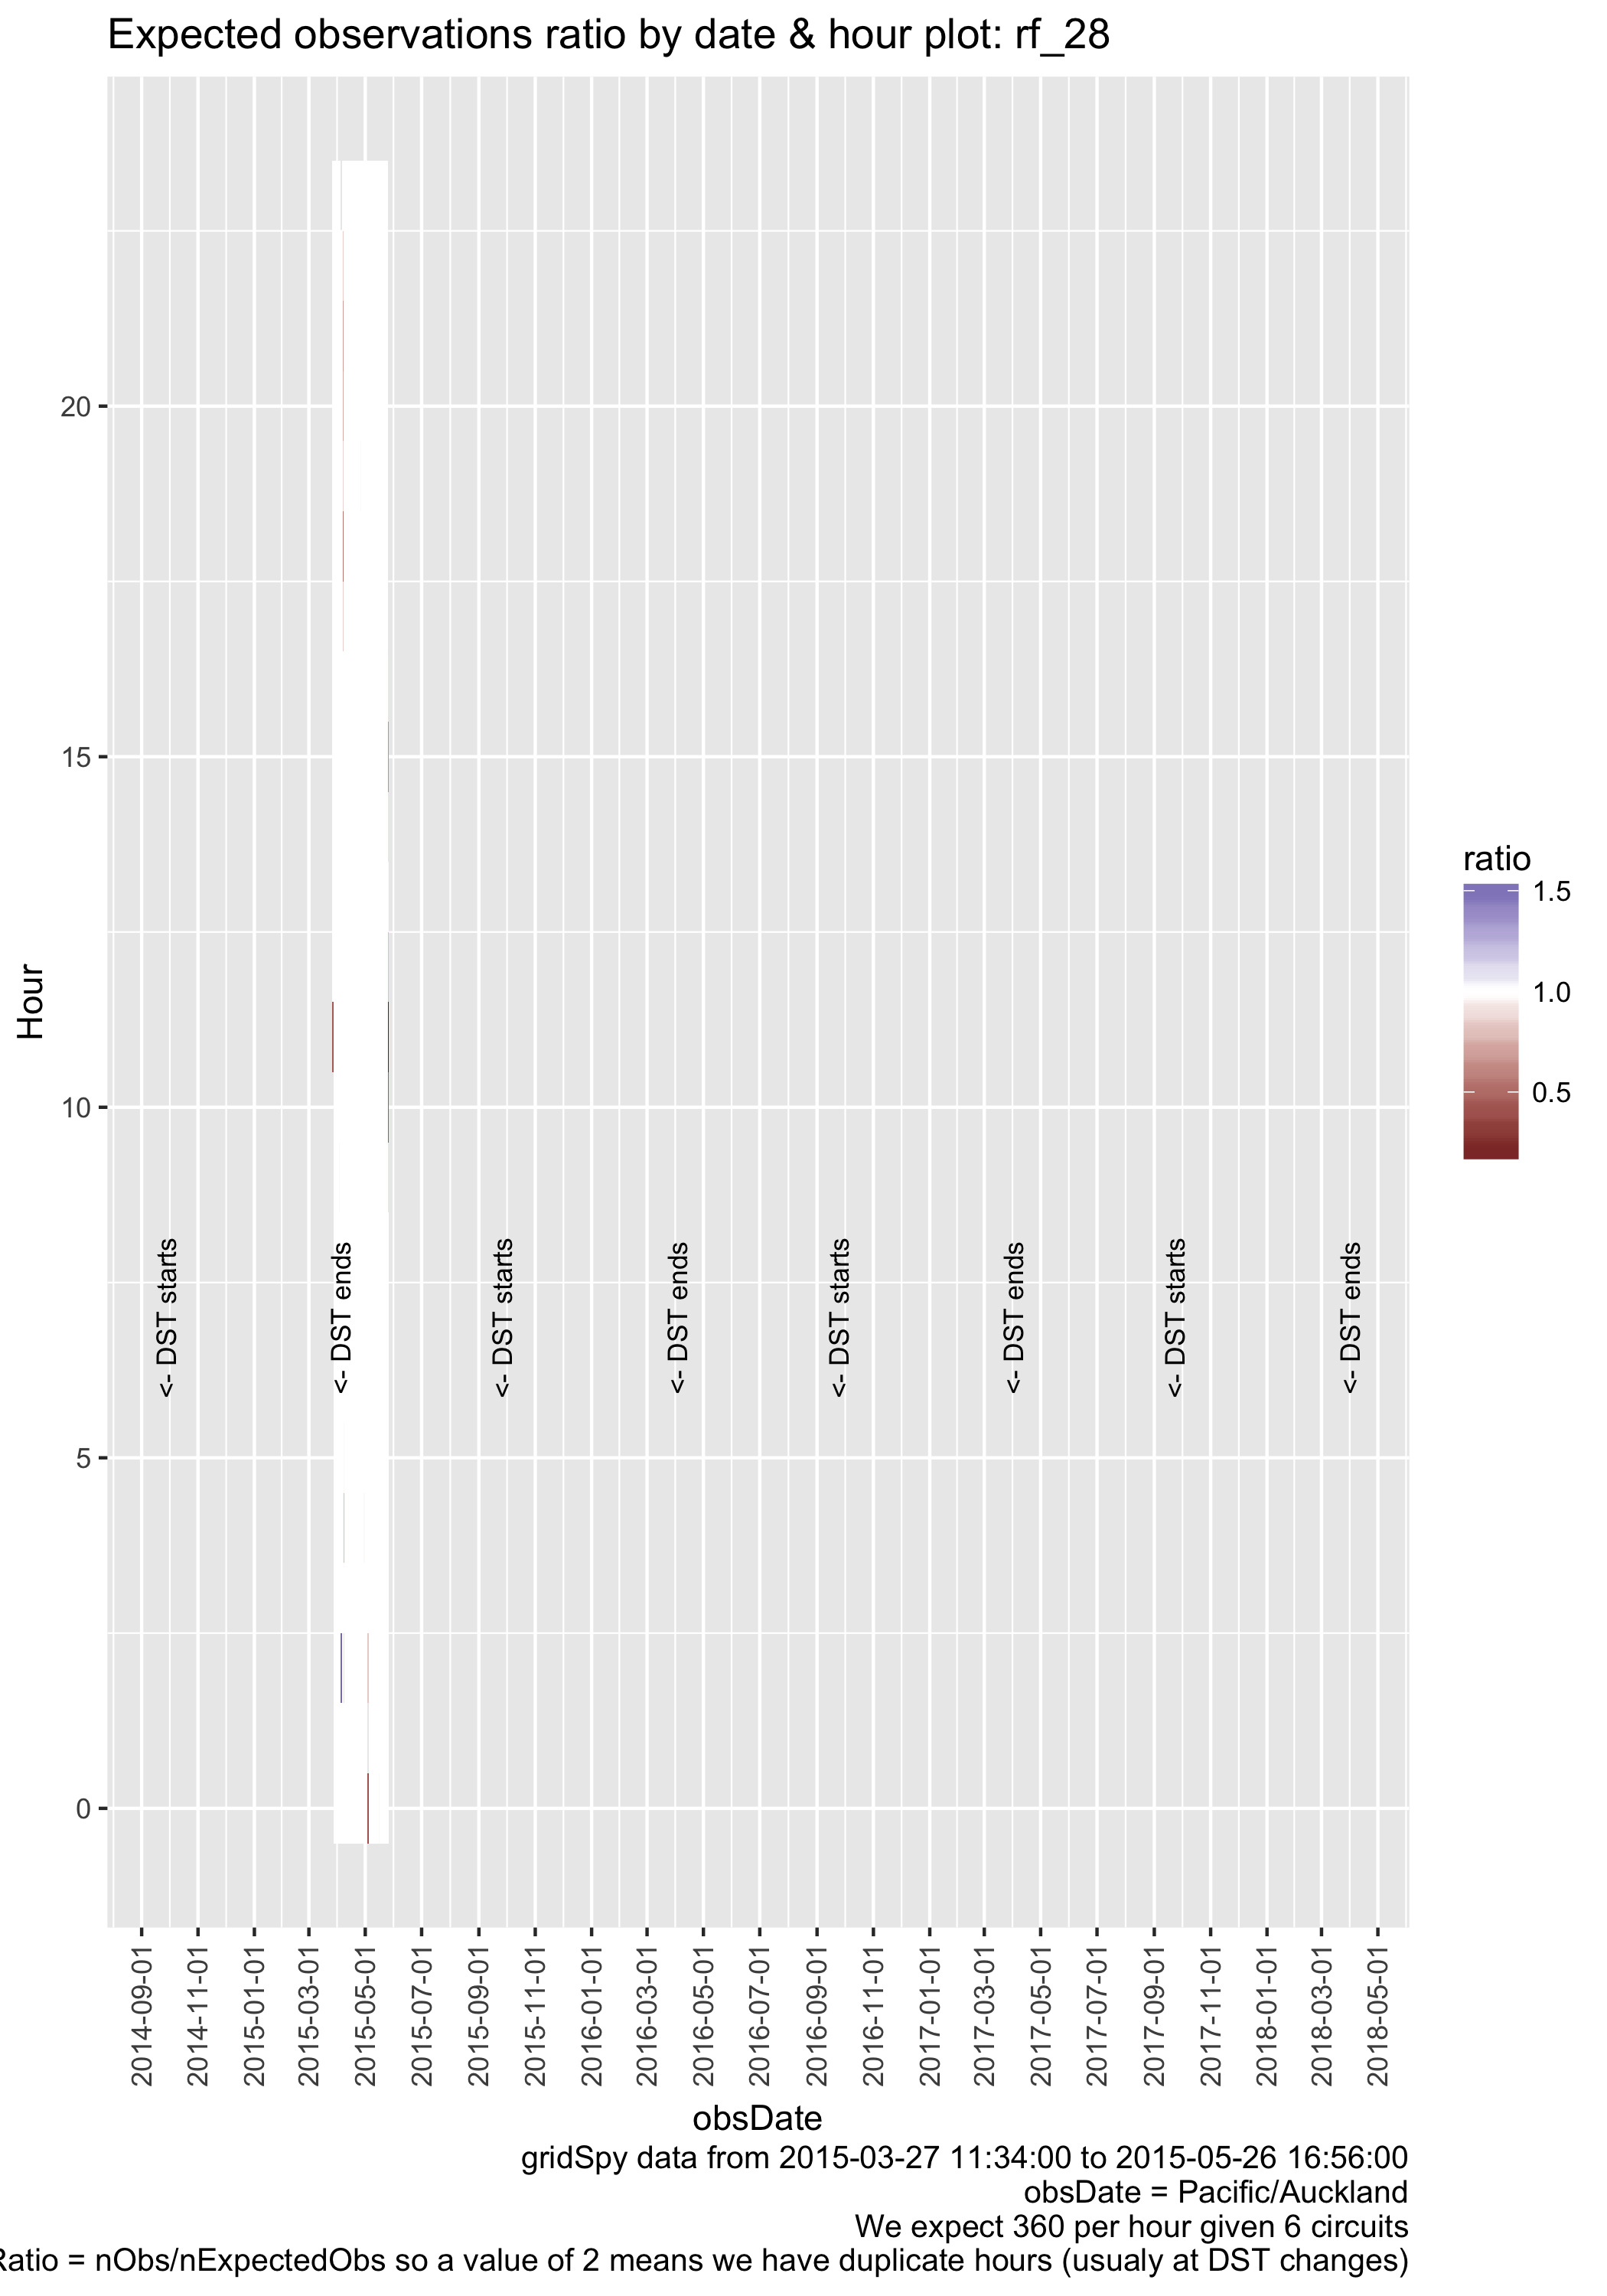 Expected observations ratio by date & hour plot: rf_28
20
15
10
5
0
Hour
<- DST starts
<- DST ends
<- DST starts
<- DST ends
<- DST starts
<- DST ends
<- DST starts
<- DST ends
ratio
1.5
1.0
0.5
2014-09-01
2014-11-01
2015-01-01
2015-03-01
2015-05-01
2015-07-01
2015-09-01
2015-11-01
2016-01-01
2016-03-01
2016-05-01
2016-07-01
2016-09-01
2016-11-01
2017-01-01
2017-03-01
2017-05-01
2017-07-01
2017-09-01
2017-11-01
2018-01-01
2018-03-01
2018-05-01
obsDate
gridSpy data from 2015-03-27 11:34:00 to 2015-05-26 16:56:00
obsDate = Pacific/Auckland
We expect 360 per hour given 6 circuits
Ratio = nObs/nExpectedObs so a value of 2 means we have duplicate hours (usualy at DST changes)